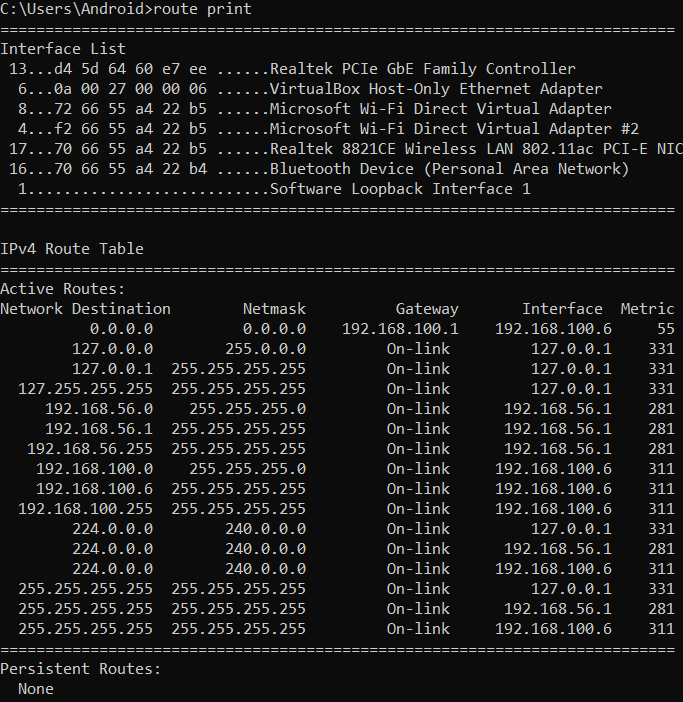 C:\Users\Android>route print
===========================================================================
Interface List
 13...d4 5d 64 60 e7 ee ......Realtek PCIe GbE Family Controller
  6...0a 00 27 00 00 06 ......VirtualBox Host-Only Ethernet Adapter
  8...72 66 55 a4 22 b5 ......Microsoft Wi-Fi Direct Virtual Adapter
  4...f2 66 55 a4 22 b5 ......Microsoft Wi-Fi Direct Virtual Adapter #2
 17...70 66 55 a4 22 b5 ......Realtek 8821CE Wireless LAN 802.11ac PCI-E NIC
 16...70 66 55 a4 22 b4 ......Bluetooth Device (Personal Area Network)
  1...........................Software Loopback Interface 1
===========================================================================

IPv4 Route Table
===========================================================================
Active Routes:
Network Destination        Netmask          Gateway       Interface  Metric
          0.0.0.0          0.0.0.0    192.168.100.1    192.168.100.6     55
        127.0.0.0        255.0.0.0         On-link         127.0.0.1    331
        127.0.0.1  255.255.255.255         On-link         127.0.0.1    331
  127.255.255.255  255.255.255.255         On-link         127.0.0.1    331
     192.168.56.0    255.255.255.0         On-link      192.168.56.1    281
     192.168.56.1  255.255.255.255         On-link      192.168.56.1    281
   192.168.56.255  255.255.255.255         On-link      192.168.56.1    281
    192.168.100.0    255.255.255.0         On-link     192.168.100.6    311
    192.168.100.6  255.255.255.255         On-link     192.168.100.6    311
  192.168.100.255  255.255.255.255         On-link     192.168.100.6    311
        224.0.0.0        240.0.0.0         On-link         127.0.0.1    331
        224.0.0.0        240.0.0.0         On-link      192.168.56.1    281
        224.0.0.0        240.0.0.0         On-link     192.168.100.6    311
  255.255.255.255  255.255.255.255         On-link         127.0.0.1    331
  255.255.255.255  255.255.255.255         On-link      192.168.56.1    281
  255.255.255.255  255.255.255.255         On-link     192.168.100.6    311
===========================================================================
Persistent Routes:
  None